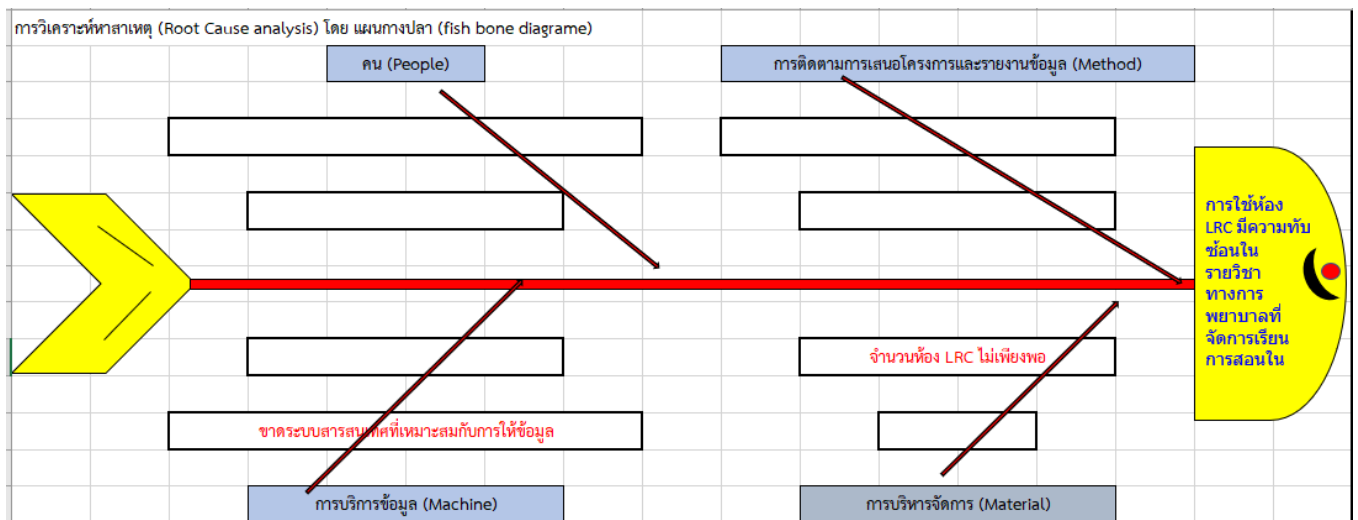 การวิเคราะห์หาสาเหตุ (Root Cause analysis) โดย แผนกางปลา (fish bone diagrame)
คน (People)
การติดตามการเสนอโครงการและรายงานข้อมูล (Method)
การใช้ห้อง
LRC มีความทับ
ซ้อนใน
รายวิชา
ทางการ
พยาบาลที่
จัดการเรียน
การสอนใน
จำนวนห้อง LRC ไม่เพียงพอ
ขาดระบบสารสนเทศที่เหมาะสมกับการให้ข้อมูล
การบริการข้อมูล (Machine)
การบริหารจัดการ (Material)